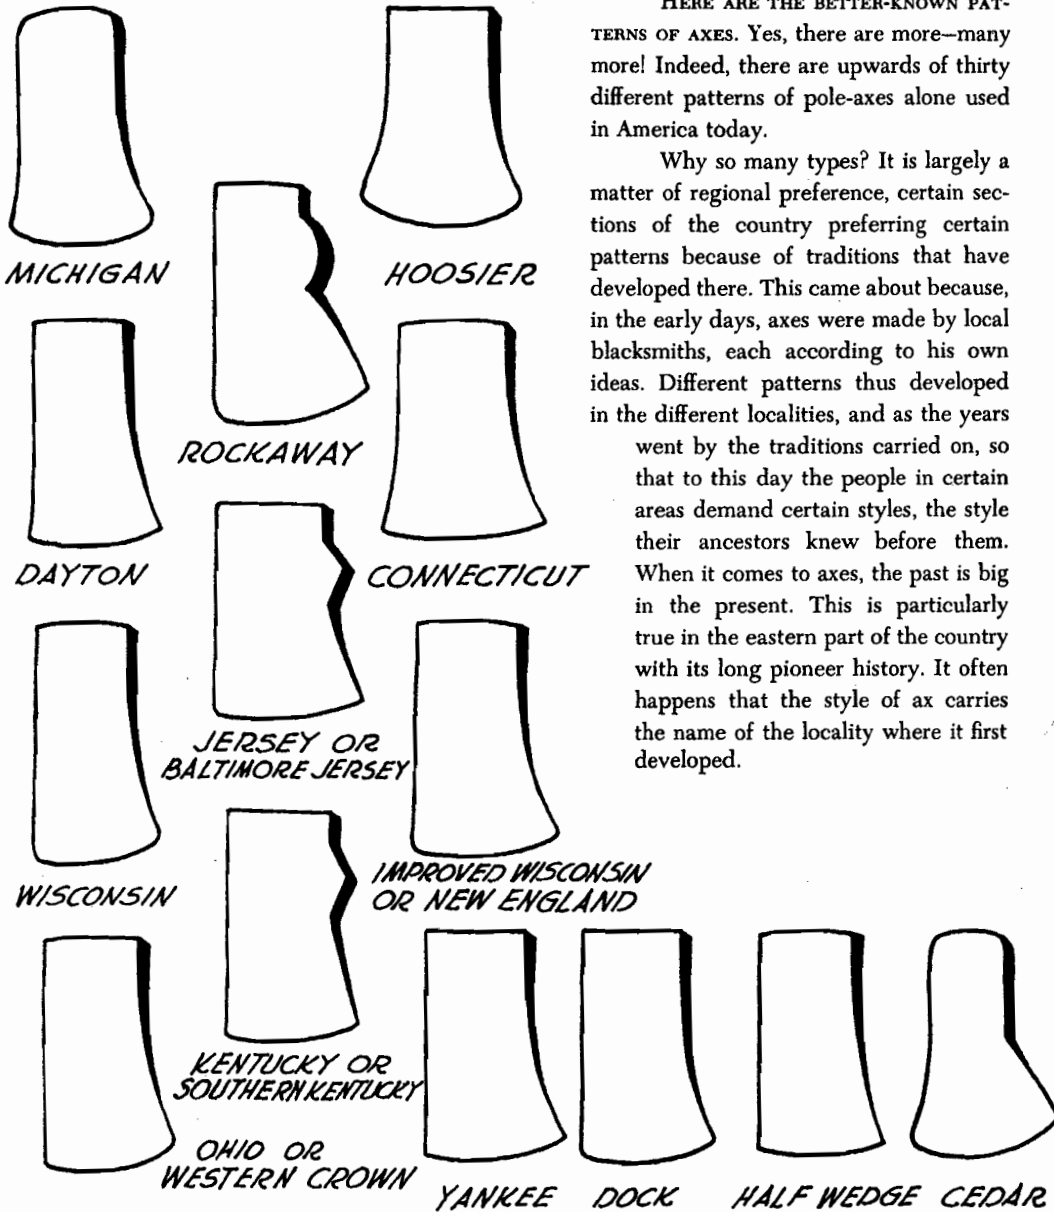 HERE ARE THE BETTER-KNOWN PAT-
TERNS OF AXES. Yes, there are more—many
more! Indeed, there are upwards of thirty
different patterns of pole-axes alone used
in America today.
Why so many types? It is largely a
matter of regional preference, certain sec-
tions of the country preferring certain
patterns because of traditions that have
developed there. This came about because,
in the early days, axes were made by local
blacksmiths, each according to his own
ideas. Different patterns thus developed
in the different localities, and as the years
went by the traditions carried on, so
that to this day the people in certain
areas demand certain styles, the style
their ancestors knew before them.
When it comes to axes, the past is big
in the present. This is particularly
true in the eastern part of the country
with its long pioneer history. It often
happens that the style of ax carries
the name of the locality where it first
developed.
MICHIGAN
HOOSIER
ROCKAWAY
DAYTON
CONNECTICUT
JERSEY OR
BALTIMORE JERSEY
WISCONSIN
IMPROVED WISCONSIN
OR NEW ENGLAND
KENTUCKY OR
SOUTHERN KENTUCKY
OHIO OR
WESTERN CROWN
YANKEE
DOCK
HALF WEDGE
CEDAR